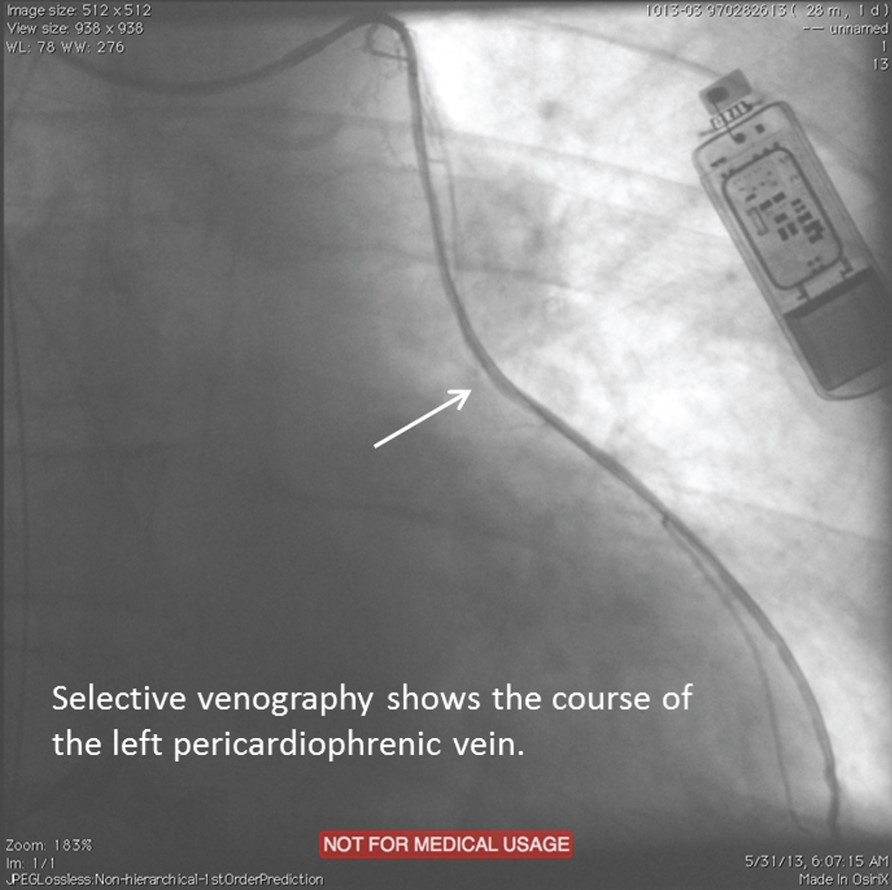 Image size: 512 x 512
View size: 938 x 938
WL: 78 WW: 276
1013-03 970282613 ( 28 m, 1 d )
-- unnamed
1
13
Selective venography shows the course of
the left pericardiophrenic vein.
NOT FOR MEDICAL USAGE
Zoom: 183%
Im: 1/1
JPEGLossless:Non-hierarchical-1stOrderPrediction
5/31/13, 6:07:15 AM
Made In OsiriX